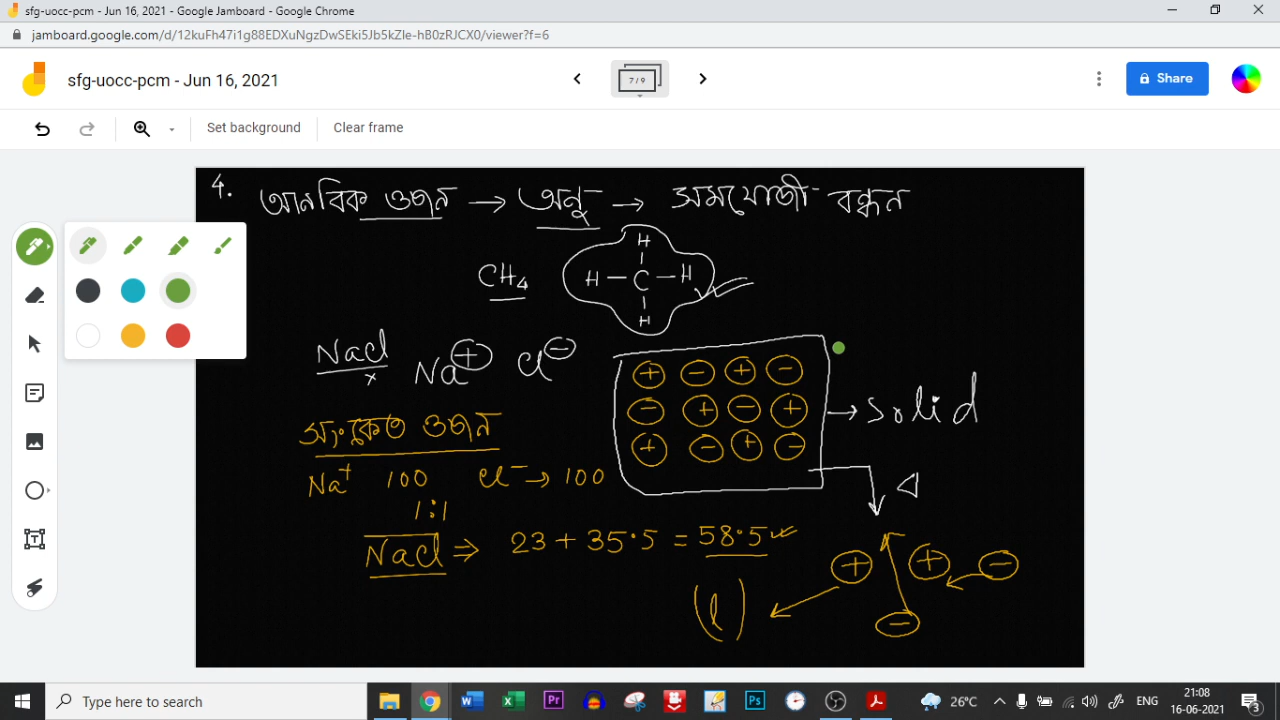 sfg-uocc-pcm - Jun 16, 2021 - Google Jamboard - Google Chrome
jamboard.google.com/d/12kuFh47i1g88EDXuNgzDwSEki5Jb5kZle-hB0zRJCX0/viewer?f=6
sfg-uocc-pcm - Jun 16, 2021
7 / 9
Share
Set background
Clear frame
4. আনবিক ওজন → অনু → সমযোজী বন্ধন
H
CH4 H — C — H
H
NaCl Na⊕ Cl⊖
+ − + −
− + − + → Solid
+ − + −
সংকেত ওজন
Na+ 100 Cl− → 100
1:1
NaCl ⇒ 23 + 35.5 = 58.5
+ + −
(l) −
Type here to search
26°C
ENG
21:08
16-06-2021
3